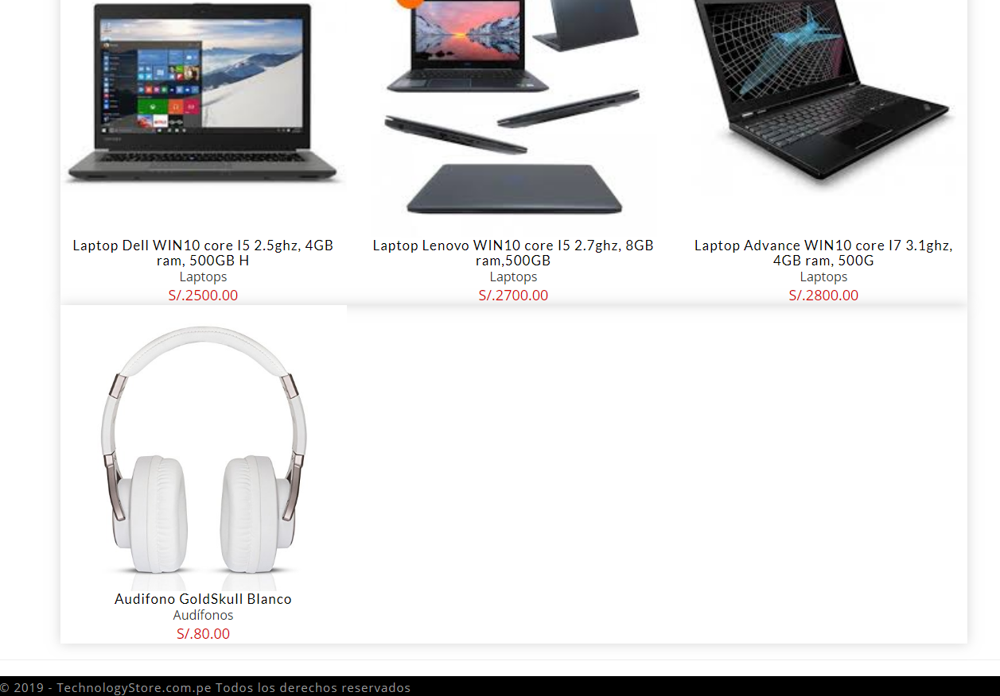 Laptop Dell WIN10 core I5 2.5ghz, 4GB
ram, 500GB H
Laptops
S/.2500.00
Laptop Lenovo WIN10 core I5 2.7ghz, 8GB
ram,500GB
Laptops
S/.2700.00
Laptop Advance WIN10 core I7 3.1ghz,
4GB ram, 500G
Laptops
S/.2800.00
Audifono GoldSkull Blanco
Audífonos
S/.80.00
© 2019 - TechnologyStore.com.pe Todos los derechos reservados